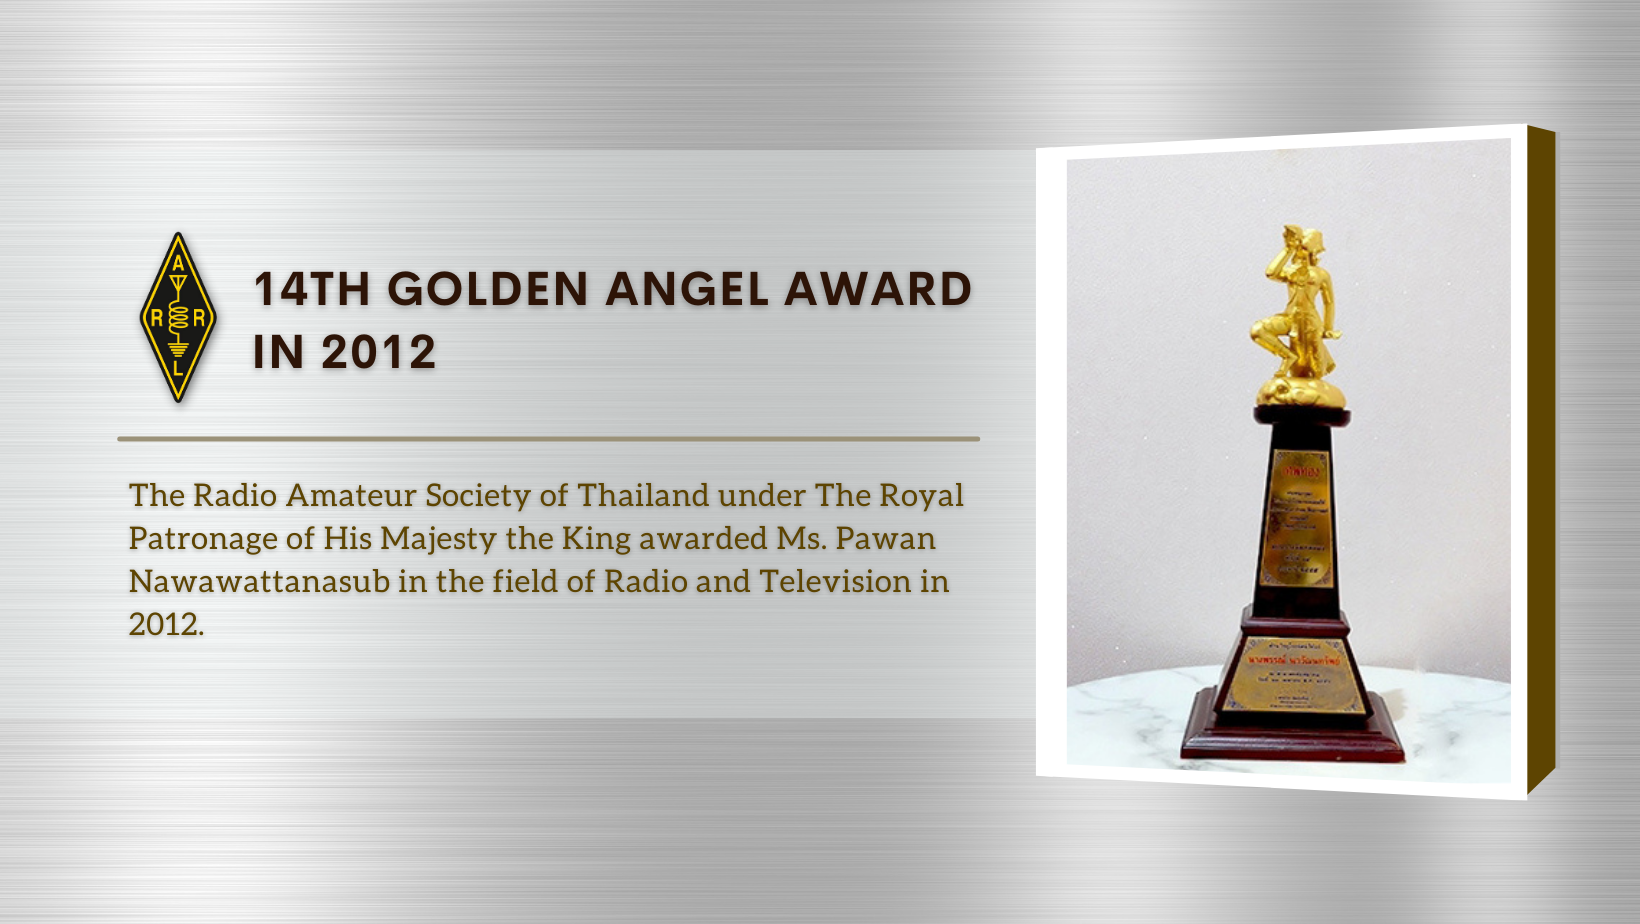 A
R R
L
14TH GOLDEN ANGEL AWARD
IN 2012
The Radio Amateur Society of Thailand under The Royal
Patronage of His Majesty the King awarded Ms. Pawan
Nawawattanasub in the field of Radio and Television in
2012.